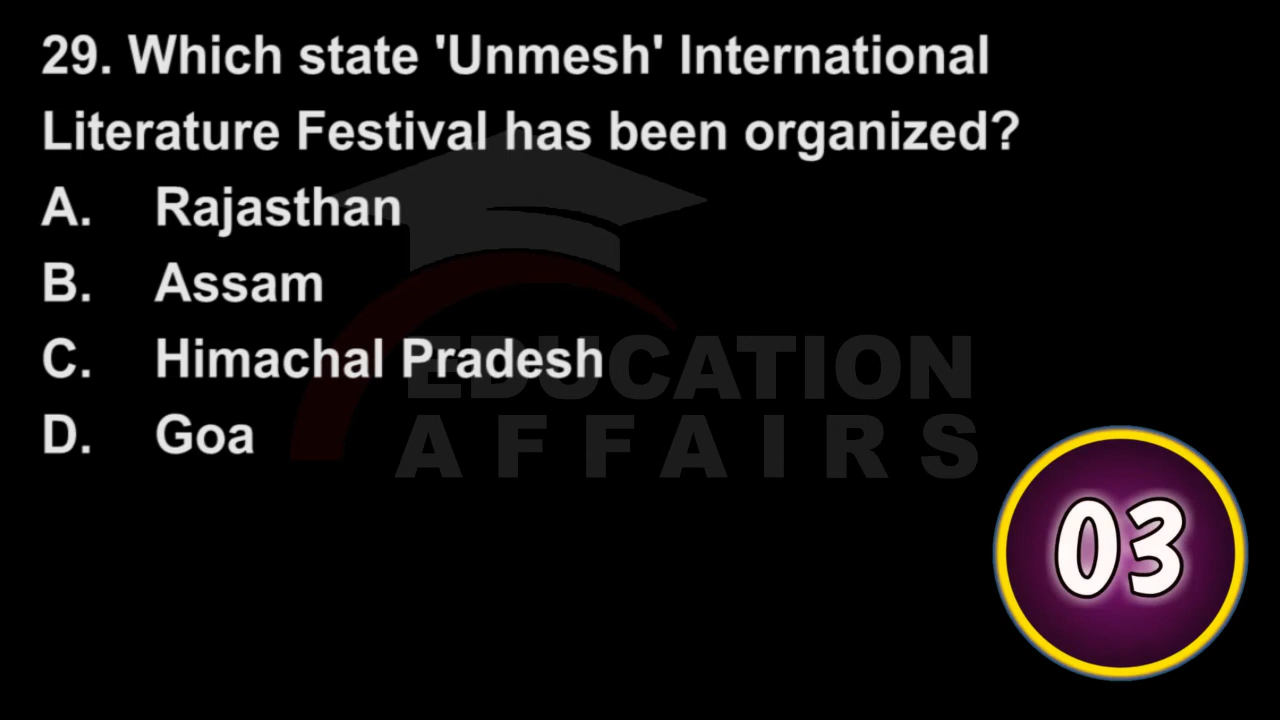 29. Which state 'Unmesh' International
Literature Festival has been organized?
A. Rajasthan
B. Assam
C. Himachal Pradesh
D. Goa
EDUCATION
AFFAIRS
03